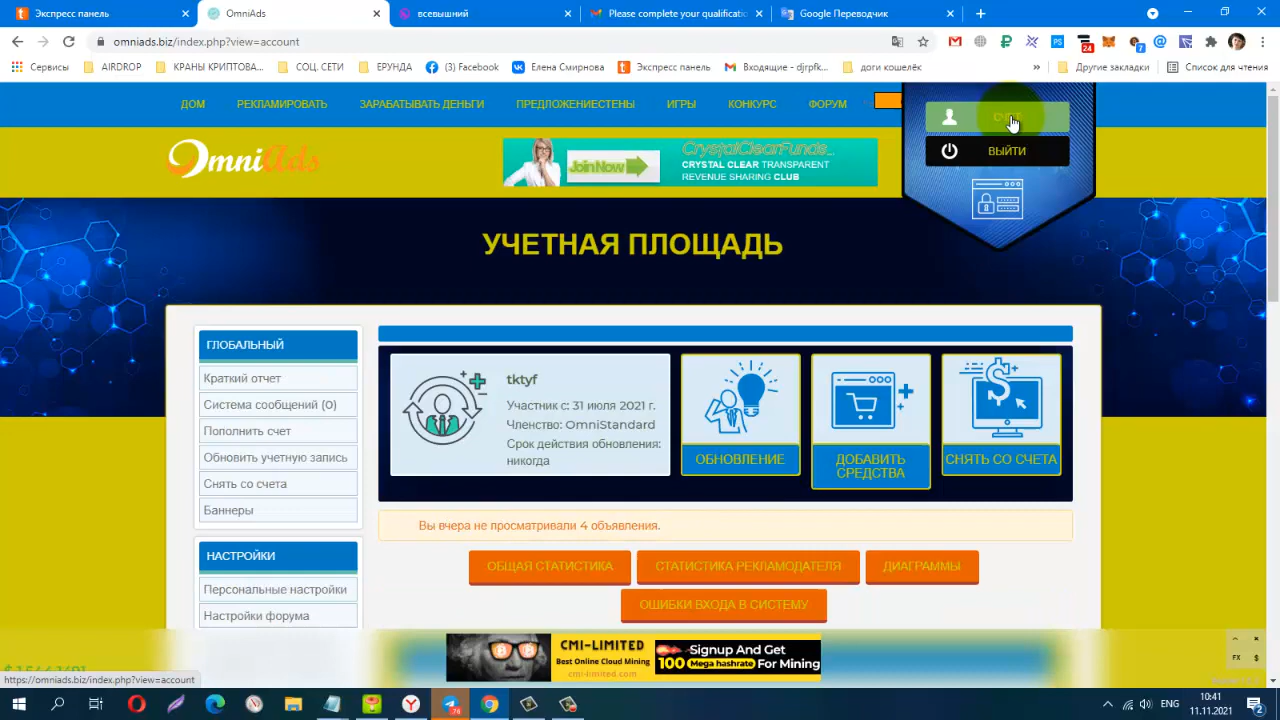 Экспресс панель
OmniAds
всевышний
Please complete your qualificatio
Google Переводчик
omniads.biz/index.php?view=account
24
7
Сервисы
AIRDROP
КРАНЫ КРИПТОВА...
СОЦ. СЕТИ
ЕРУНДА
(3) Facebook
Елена Смирнова
Экспресс панель
Входящие - djrpfk...
доги кошелёк
»
Другие закладки
Список для чтения
ДОМ
РЕКЛАМИРОВАТЬ
ЗАРАБАТЫВАТЬ ДЕНЬГИ
ПРЕДЛОЖЕНИЕСТЕНЫ
ИГРЫ
КОНКУРС
ФОРУМ
ВЫЙТИ
OmniAds
Join Now
CrystalClearFunds...
CRYSTAL CLEAR TRANSPARENT
REVENUE SHARING CLUB
УЧЕТНАЯ ПЛОЩАДЬ
ГЛОБАЛЬНЫЙ
Краткий отчет
Система сообщений (0)
Пополнить счет
Обновить учетную запись
Снять со счета
Баннеры
НАСТРОЙКИ
Персональные настройки
Настройки форума
tktyf
Участник с: 31 июля 2021 г.
Членство: OmniStandard
Срок действия обновления:
никогда
ОБНОВЛЕНИЕ
ДОБАВИТЬ
СРЕДСТВА
СНЯТЬ СО СЧЕТА
Вы вчера не просматривали 4 объявления.
ОБЩАЯ СТАТИСТИКА
СТАТИСТИКА РЕКЛАМОДАТЕЛЯ
ДИАГРАММЫ
ОШИБКИ ВХОДА В СИСТЕМУ
CMI-LIMITED
Best Online Cloud Mining
cmi-limited.com
Signup And Get
100 Mega hashrate For Mining
FX
$
https://omniads.biz/index.php?view=account
76
ENG
10:41
11.11.2021
2